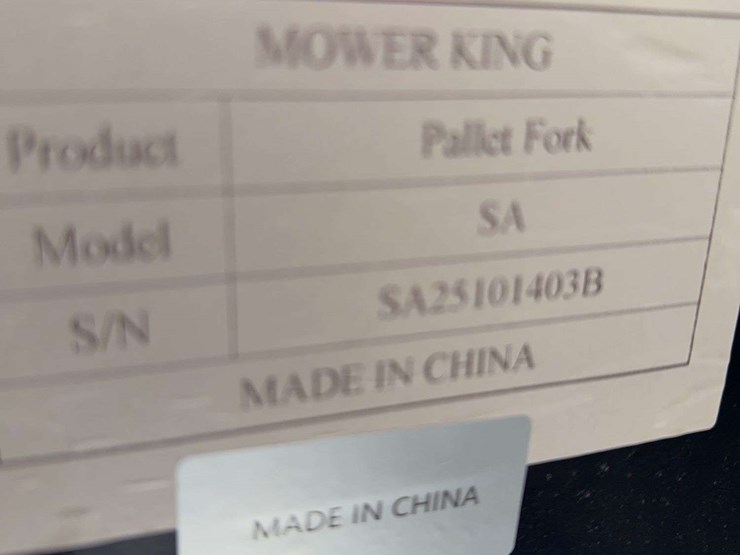 MOWER KING
Product Pallet Fork
Model SA
S/N SA25101403B
MADE IN CHINA
MADE IN CHINA